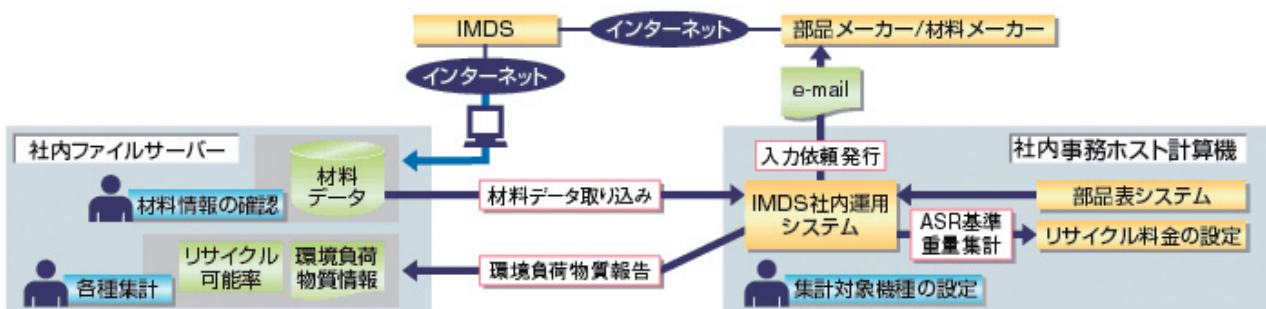 IMDS
インターネット
部品メーカー/材料メーカー
インターネット
e-mail
社内ファイルサーバー
材料
データ
材料情報の確認
リサイクル
可能率
環境負荷
物質情報
各種集計
材料データ取り込み
環境負荷物質報告
入力依頼発行
社内事務ホスト計算機
IMDS社内運用
システム
部品表システム
ASR基準
重量集計
リサイクル料金の設定
集計対象機種の設定